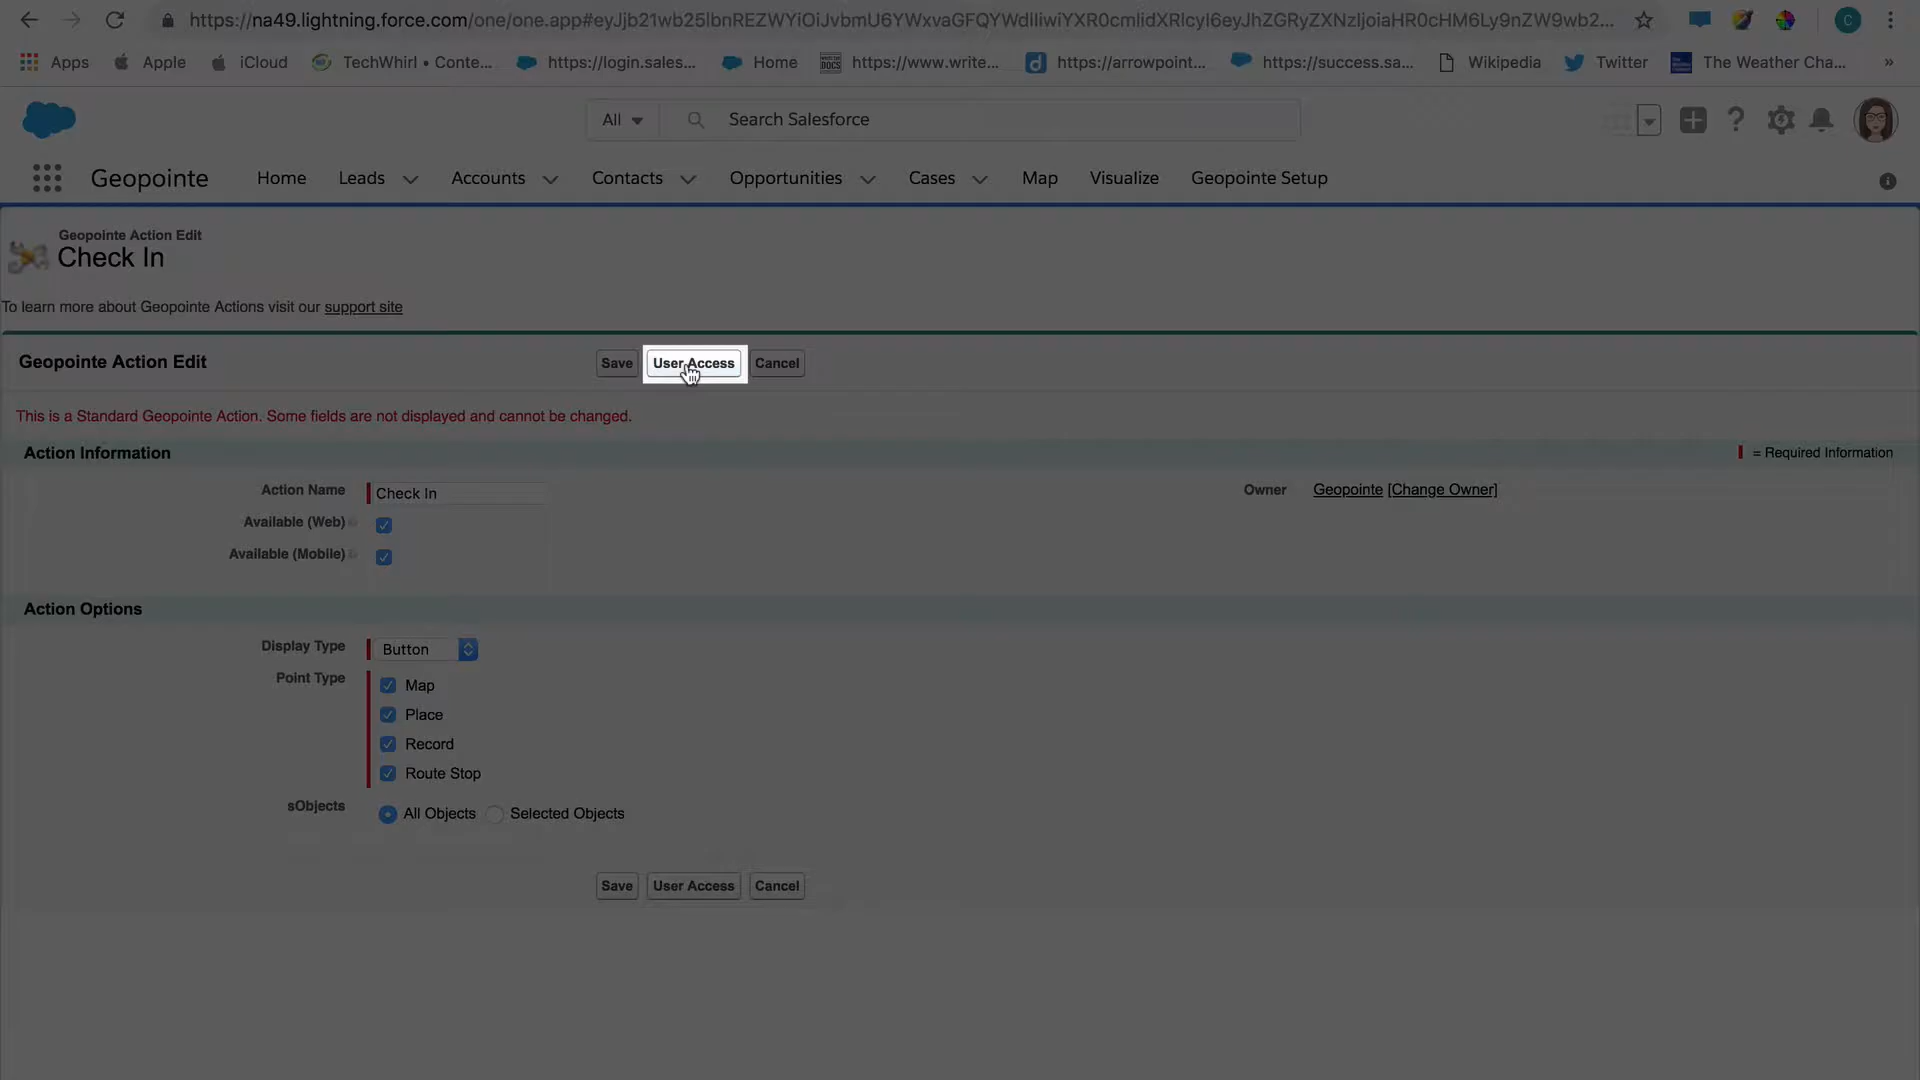 https://na49.lightning.force.com/one/one.app#eyJjb21wb25lbnREZWYiOiJvbmU6YWxvaGFQYWdlIiwiYXR0cmlidXRlcyI6eyJhZGRyZXNzIjoiaHR0cHM6Ly9nZW9wb2... C
Apps Apple iCloud TechWhirl • Conte... https://login.sales... Home https://www.write... https://arrowpoint... https://success.sa... Wikipedia Twitter The Weather Cha... »
All Search Salesforce
Geopointe Home Leads Accounts Contacts Opportunities Cases Map Visualize Geopointe Setup
Geopointe Action Edit
Check In
To learn more about Geopointe Actions visit our support site
Geopointe Action Edit Save User Access Cancel
This is a Standard Geopointe Action. Some fields are not displayed and cannot be changed.
Action Information = Required Information
Action Name Check In Owner Geopointe [Change Owner]
Available (Web)
Available (Mobile)
Action Options
Display Type Button
Point Type Map
Place
Record
Route Stop
sObjects All Objects Selected Objects
Save User Access Cancel